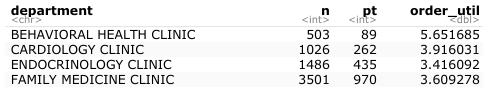 department n pt order_util
<chr> <int> <int> <dbl>
BEHAVIORAL HEALTH CLINIC 503 89 5.651685
CARDIOLOGY CLINIC 1026 262 3.916031
ENDOCRINOLOGY CLINIC 1486 435 3.416092
FAMILY MEDICINE CLINIC 3501 970 3.609278